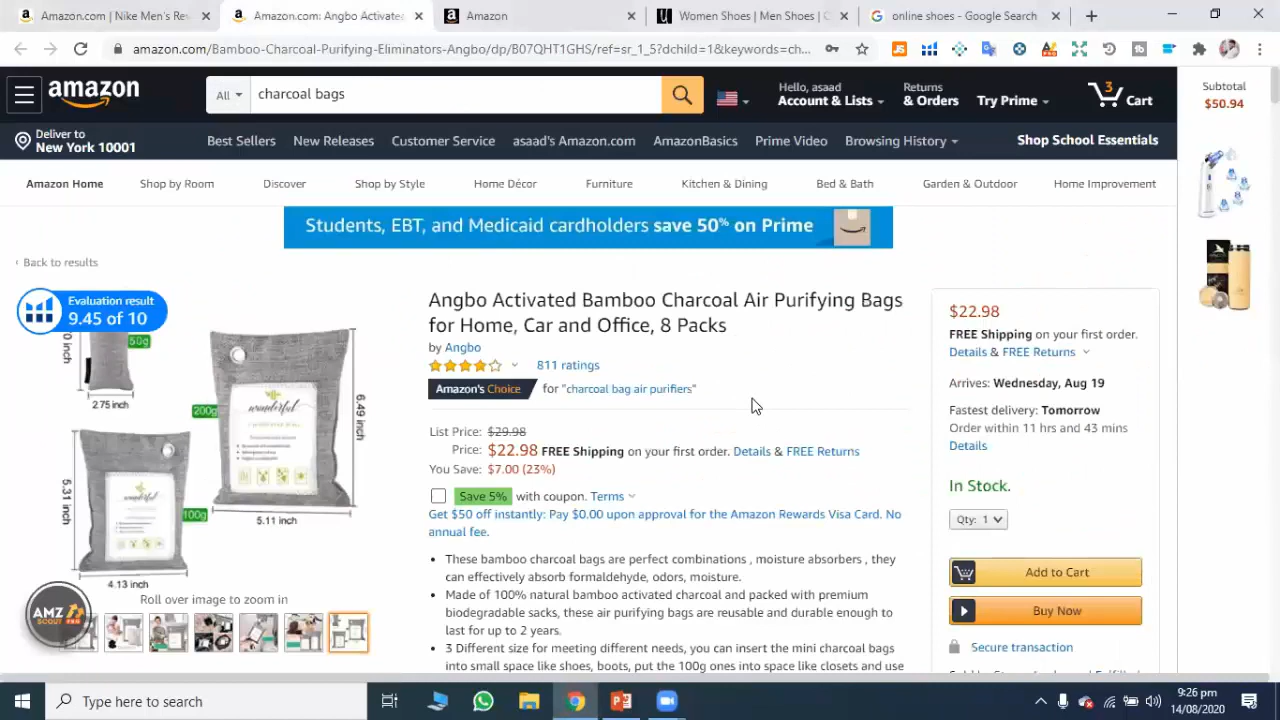 Amazon.com | Nike Men's Re
Amazon.com: Angbo Activate
Amazon
Women Shoes | Men Shoes | C
online shoes - Google Search
amazon.com/Bamboo-Charcoal-Purifying-Eliminators-Angbo/dp/B07QHT1GHS/ref=sr_1_5?dchild=1&keywords=ch...
amazon
All
charcoal bags
Hello, asaad
Account & Lists
Returns
& Orders
Try Prime
3
Cart
Subtotal
$50.94
Deliver to
New York 10001
Best Sellers
New Releases
Customer Service
asaad's Amazon.com
AmazonBasics
Prime Video
Browsing History
Shop School Essentials
Amazon Home
Shop by Room
Discover
Shop by Style
Home Décor
Furniture
Kitchen & Dining
Bed & Bath
Garden & Outdoor
Home Improvement
Students, EBT, and Medicaid cardholders save 50% on Prime
‹ Back to results
Evaluation result
9.45 of 10
50g
2.75 inch
200g
6.49 inch
wonderful
5.11 inch
5.31 inch
wonderful
100g
4.13 inch
Roll over image to zoom in
AMZ
SCOUT PRO
Angbo Activated Bamboo Charcoal Air Purifying Bags
for Home, Car and Office, 8 Packs
by Angbo
811 ratings
Amazon's Choice for "charcoal bag air purifiers"
List Price: $29.98
Price: $22.98 FREE Shipping on your first order. Details & FREE Returns
You Save: $7.00 (23%)
Save 5% with coupon. Terms
Get $50 off instantly: Pay $0.00 upon approval for the Amazon Rewards Visa Card. No
annual fee.
• These bamboo charcoal bags are perfect combinations , moisture absorbers , they
can effectively absorb formaldehyde, odors, moisture.
• Made of 100% natural bamboo activated charcoal and packed with premium
biodegradable sacks, these air purifying bags are reusable and durable enough to
last for up to 2 years.
• 3 Different size for meeting different needs, you can insert the mini charcoal bags
into small space like shoes, boots, put the 100g ones into space like closets and use
$22.98
FREE Shipping on your first order.
Details & FREE Returns
Arrives: Wednesday, Aug 19
Fastest delivery: Tomorrow
Order within 11 hrs and 43 mins
Details
In Stock.
Qty: 1
Add to Cart
Buy Now
Secure transaction
Type here to search
9:26 pm
14/08/2020